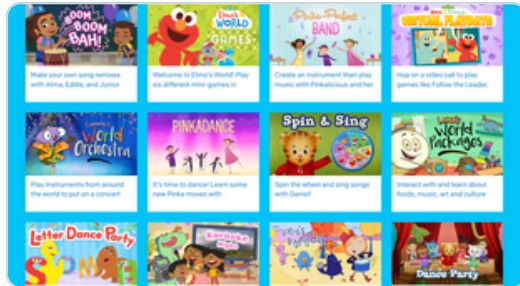 BOOM
BOOM
BAH!
Elmo's
WORLD
GAMES
Pinka-Perfect
BAND
VIRTUAL PLAYDATE
Make your own song remixes
with Alma, Eddie, and Junior
Welcome to Elmo's World! Play
six different mini-games in
Create an instrument then play
music with Pinkalicious and her
Hop on a video call to play
games like Follow the Leader,
World
Orchestra
PINKADANCE
Spin & Sing
World
Packages
Play instruments from around
the world to put on a concert
It's time to dance! Learn some
new Pinka moves with
Spin the wheel and sing songs
with Daniel!
Interact with and learn about
foods, music, art and culture
Letter Dance Party
Karaoke
Night
Dance Party